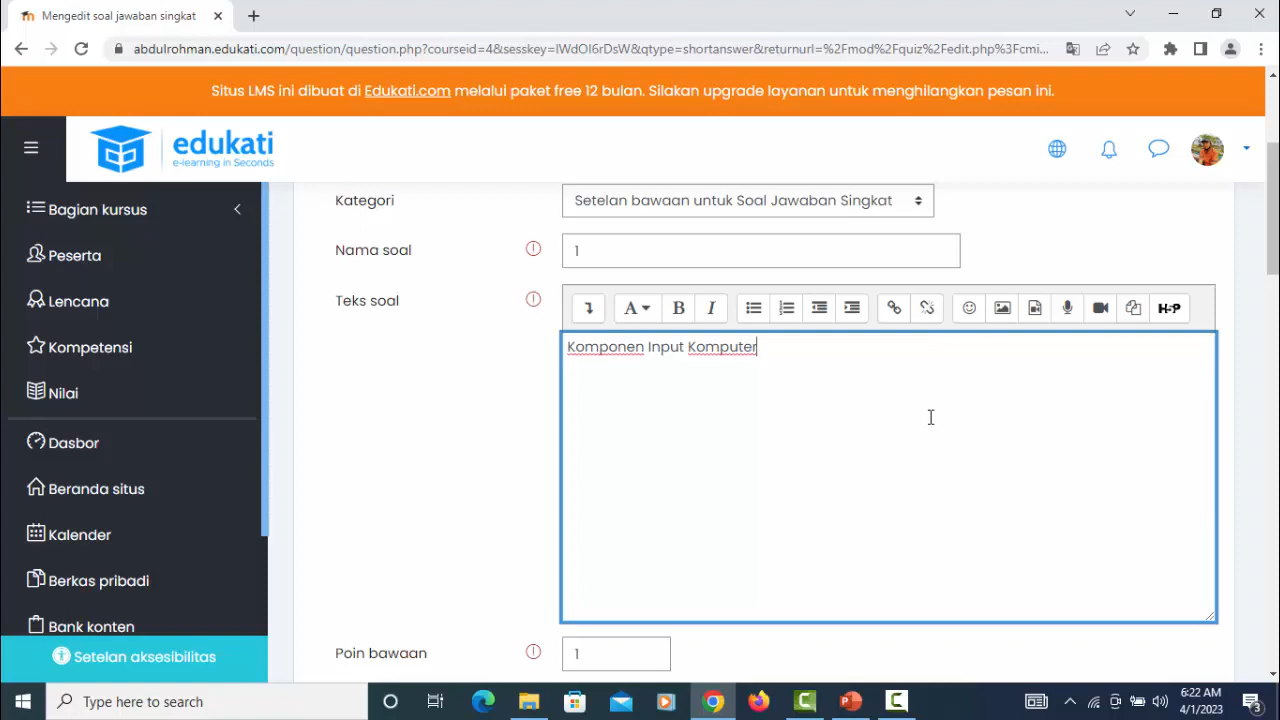 Mengedit soal jawaban singkat
abdulrohman.edukati.com/question/question.php?courseid=4&sesskey=IWdOI6rDsW&qtype=shortanswer&returnurl=%2Fmod%2Fquiz%2Fedit.php%3Fcmi...
Situs LMS ini dibuat di Edukati.com melalui paket free 12 bulan. Silakan upgrade layanan untuk menghilangkan pesan ini.
edukati
e-learning in Seconds
Bagian kursus
Peserta
Lencana
Kompetensi
Nilai
Dasbor
Beranda situs
Kalender
Berkas pribadi
Bank konten
Setelan aksesibilitas
Kategori
Setelan bawaan untuk Soal Jawaban Singkat
Nama soal
1
Teks soal
A B I
H-P
Komponen Input Komputer
Poin bawaan
1
Type here to search
6:22 AM
4/1/2023
3